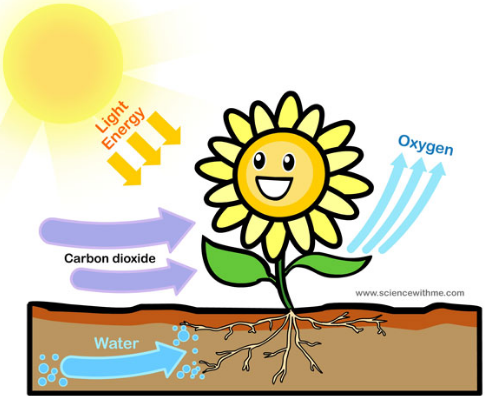 Light
Energy
Oxygen
Carbon dioxide
www.sciencewithme.com
Water